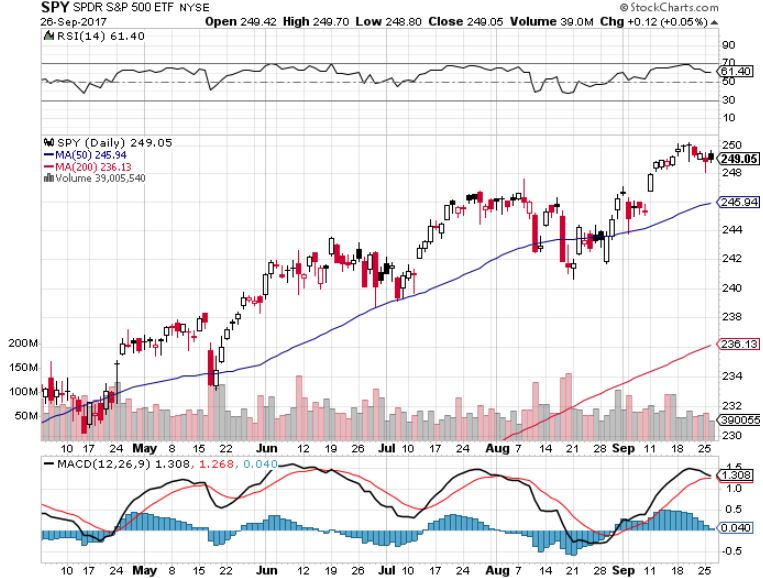 SPY SPDR S&P 500 ETF NYSE © StockCharts.com
26-Sep-2017 Open 249.42 High 249.70 Low 248.80 Close 249.05 Volume 39.0M Chg +0.12 (+0.05%)
RSI(14) 61.40
90
70
61.40
50
30
10
SPY (Daily) 249.05
MA(50) 245.94
MA(200) 236.13
Volume 39,005,540
250
249.05
248
245.94
244
242
240
238
236.13
234
232
230
200M
150M
100M
50M
390055
10 17 24 May 8 15 22 Jun 12 19 26 Jul 10 17 24 Aug 7 14 21 28 Sep 11 18 25
MACD(12,26,9) 1.308, 1.268, 0.040
1.5
1.308
1.0
0.5
0.040
-0.5
10 17 24 May 8 15 22 Jun 12 19 26 Jul 10 17 24 Aug 7 14 21 28 Sep 11 18 25